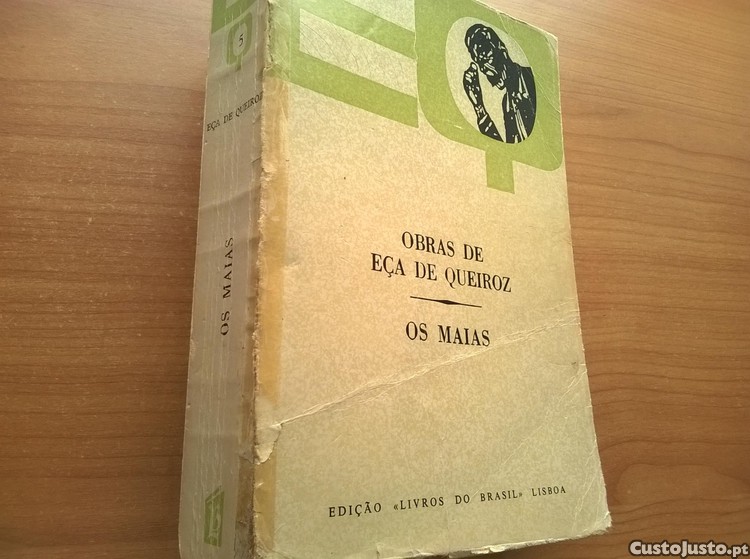 EQ
5
EÇA DE QUEIROZ
OS MAIAS
OBRAS DE
EÇA DE QUEIROZ
OS MAIAS
EDIÇÃO «LIVROS DO BRASIL» LISBOA
CustoJusto.pt